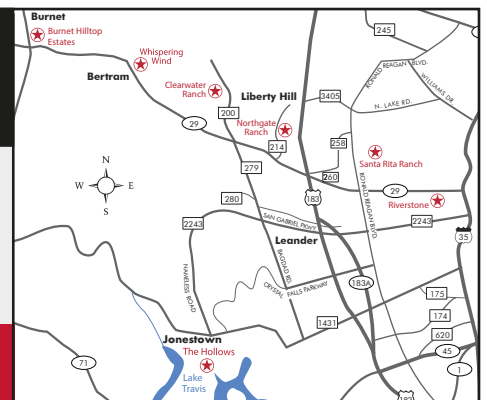 Burnet
Burnet Hilltop
Estates
245
RONALD REAGAN BLVD.
WILLIAMS DR
Whispering
Wind
Bertram
Clearwater
Ranch
Liberty Hill
3405
N. LAKE RD.
200
29
Northgate
Ranch
214
258
Santa Rita Ranch
279
260
RONALD REAGAN BLVD.
29
N
W
E
S
280
183
Riverstone
2243
SAN GABRIEL PKWY
2243
35
Leander
BAGDAD RD.
NAMELESS ROAD
CRYSTAL FALLS PARKWAY
183A
175
174
1431
620
Jonestown
The Hollows
45
71
1
Lake
Travis
183